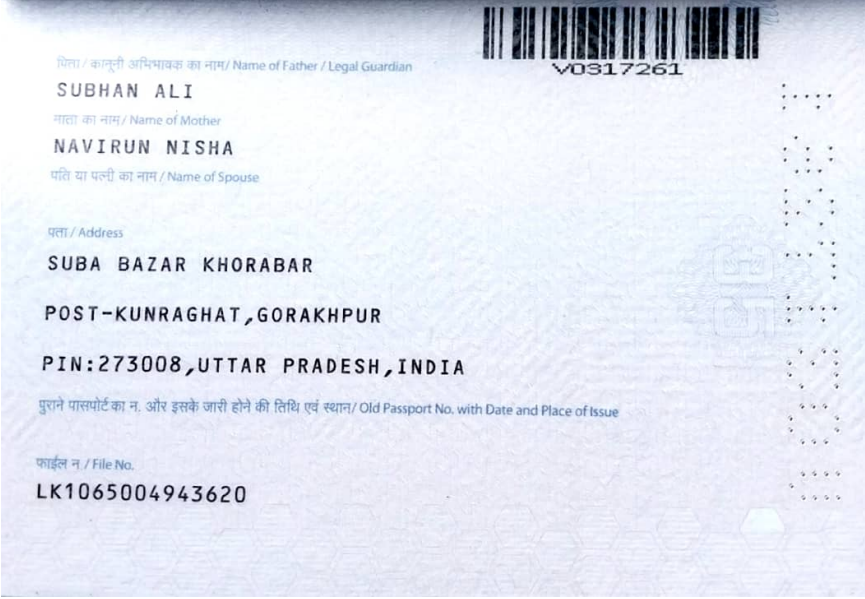 V0317261
पिता / कानूनी अभिभावक का नाम / Name of Father / Legal Guardian
SUBHAN ALI
माता का नाम / Name of Mother
NAVIRUN NISHA
पति या पत्नी का नाम / Name of Spouse
पता / Address
SUBA BAZAR KHORABAR
POST-KUNRAGHAT,GORAKHPUR
PIN:273008,UTTAR PRADESH,INDIA
पुराने पासपोर्ट का न. और इसके जारी होने की तिथि एवं स्थान / Old Passport No. with Date and Place of Issue
फाईल न. / File No.
LK1065004943620